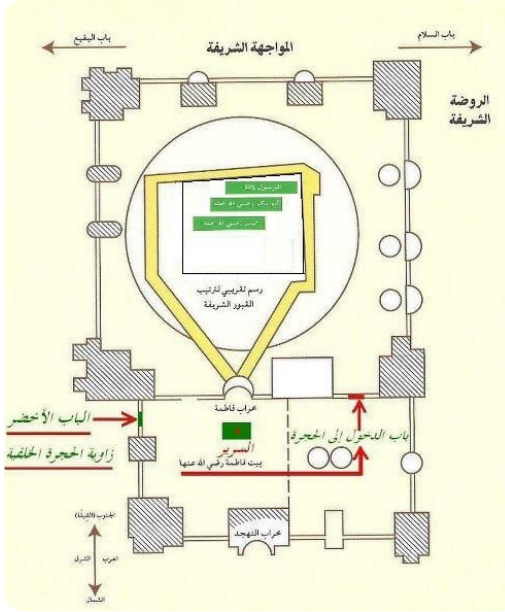 باب السلام
باب البقيع
المواجهة الشريفة
الروضة
الشريفة
الرسول ﷺ
أبو بكر رضي الله عنه
عمر رضي الله عنه
رسم تقريبي لترتيب
القبور الشريفة
محراب فاطمة
الباب الأخضر
باب الدخول إلى الحجرة
السرير
زاوية الحجرة الخلفية
بيت فاطمة رضي الله عنها
محراب التهجد
الجنوب (القبلة)
الغرب
الشرق
الشمال